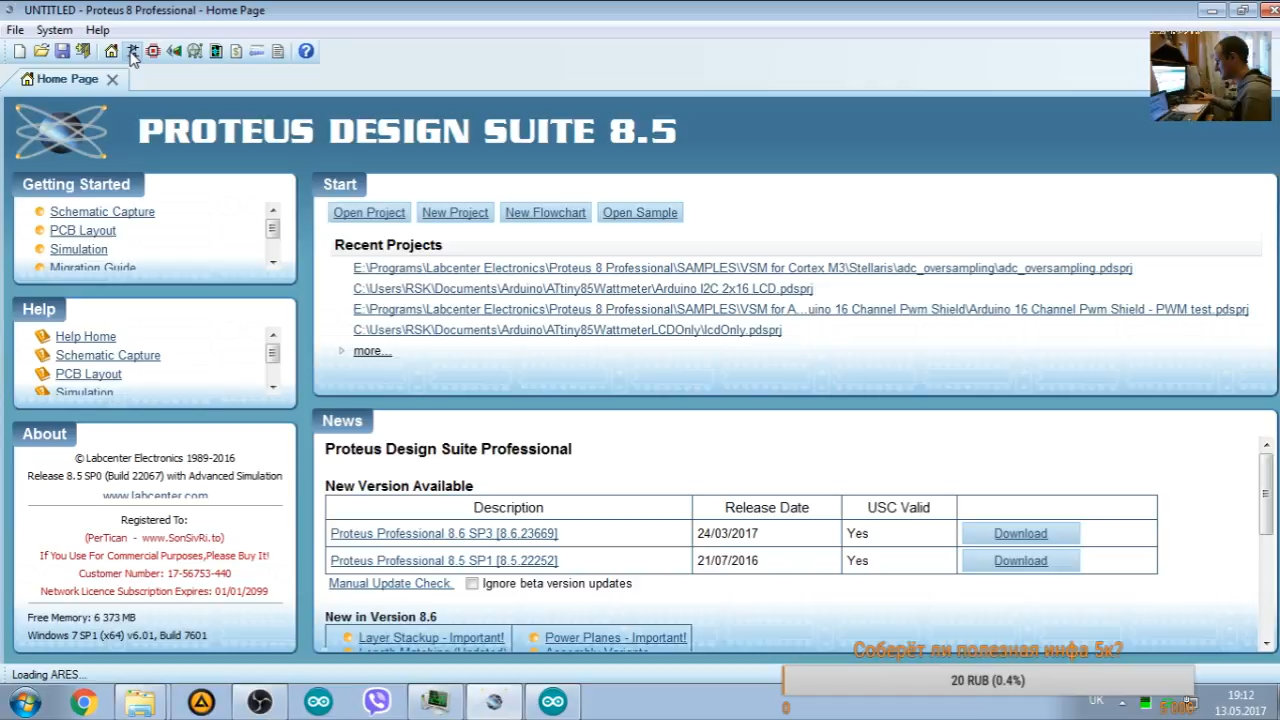 UNTITLED - Proteus 8 Professional - Home Page
File System Help
Home Page
PROTEUS DESIGN SUITE 8.5
Getting Started
Schematic Capture
PCB Layout
Simulation
Migration Guide
Help
Help Home
Schematic Capture
PCB Layout
Simulation
About
© Labcenter Electronics 1989-2016
Release 8.5 SP0 (Build 22067) with Advanced Simulation
www.labcenter.com
Registered To:
(PerTican - www.SonSivRi.to)
If You Use For Commercial Purposes,Please Buy It!
Customer Number: 17-56753-440
Network Licence Subscription Expires: 01/01/2099
Free Memory: 6 373 MB
Windows 7 SP1 (x64) v6.01, Build 7601
Start
Open Project New Project New Flowchart Open Sample
Recent Projects
E:\Programs\Labcenter Electronics\Proteus 8 Professional\SAMPLES\VSM for Cortex M3\Stellaris\adc_oversampling\adc_oversampling.pdsprj
C:\Users\RSK\Documents\Arduino\ATtiny85Wattmeter\Arduino I2C 2x16 LCD.pdsprj
E:\Programs\Labcenter Electronics\Proteus 8 Professional\SAMPLES\VSM for A...uino 16 Channel Pwm Shield\Arduino 16 Channel Pwm Shield - PWM test.pdsprj
C:\Users\RSK\Documents\Arduino\ATtiny85WattmeterLCDOnly\lcdOnly.pdsprj
more...
News
Proteus Design Suite Professional
New Version Available
Description Release Date USC Valid
Proteus Professional 8.6 SP3 [8.6.23669] 24/03/2017 Yes Download
Proteus Professional 8.5 SP1 [8.5.22252] 21/07/2016 Yes Download
Manual Update Check. Ignore beta version updates
New in Version 8.6
Layer Stackup - Important! Power Planes - Important!
Length Matching (Updated) Assembly Variants
Соберёт ли полезная инфа 5к?
20 RUB (0.4%)
0
Loading ARES...
UK
19:12
13.05.2017